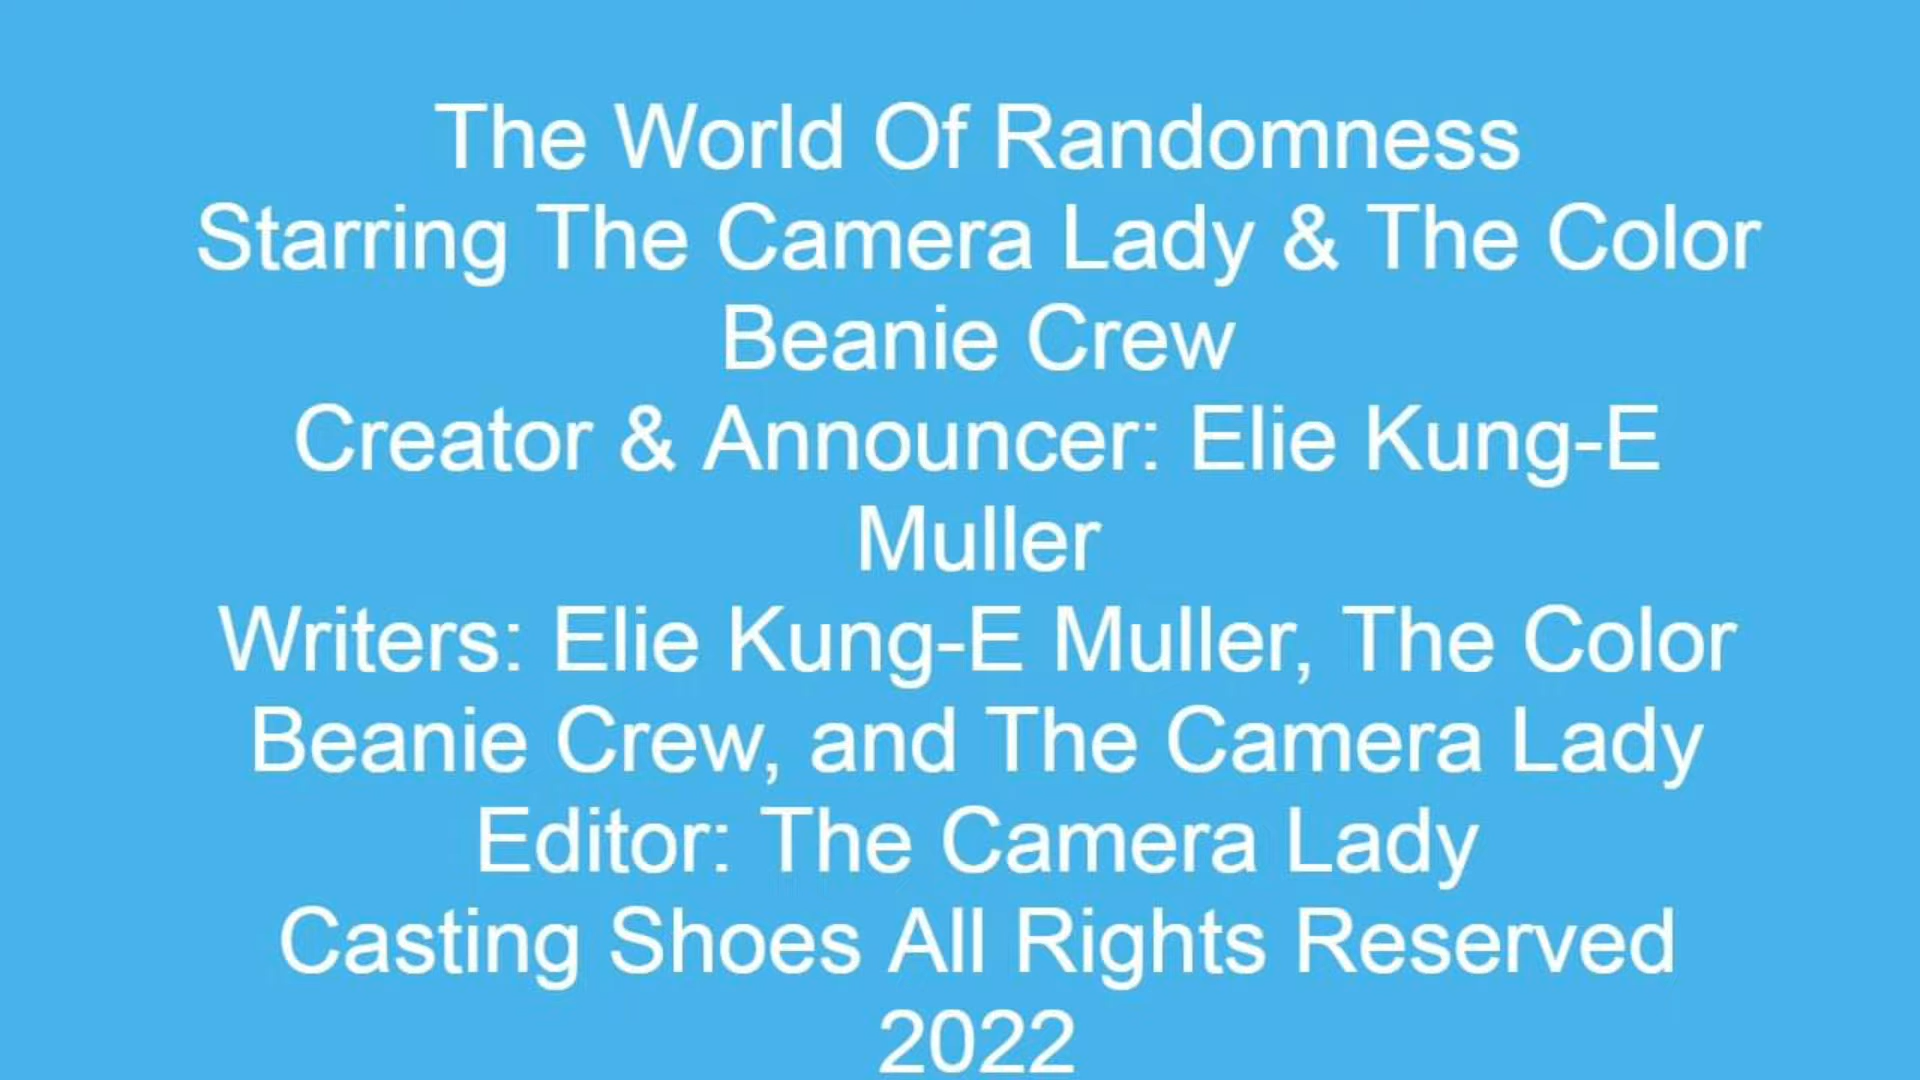 The World Of Randomness
Starring The Camera Lady & The Color
Beanie Crew
Creator & Announcer: Elie Kung-E
Muller
Writers: Elie Kung-E Muller, The Color
Beanie Crew, and The Camera Lady
Editor: The Camera Lady
Casting Shoes All Rights Reserved
2022